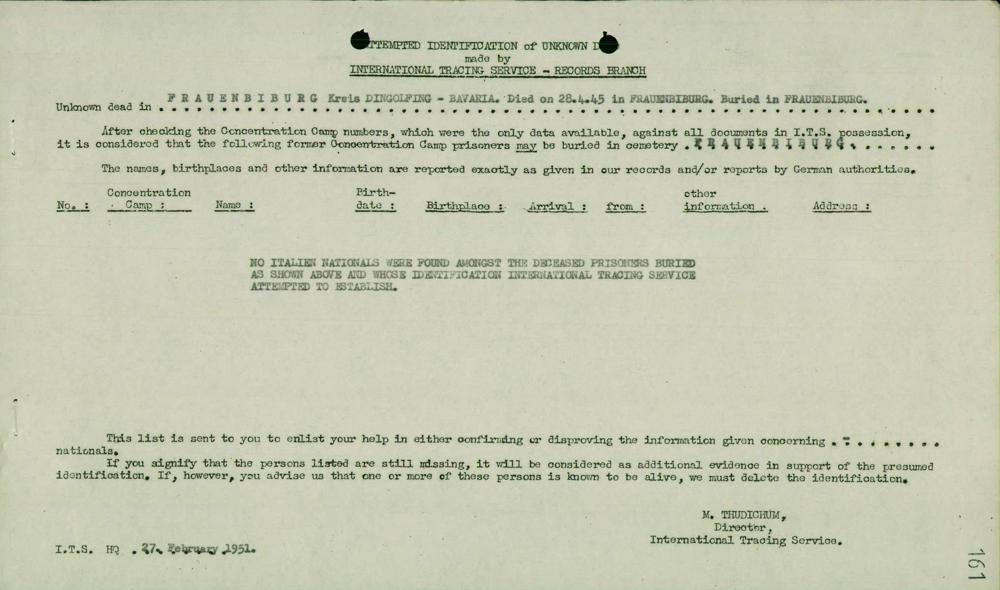 ATTEMPTED IDENTIFICATION of UNKNOWN D
made by
INTERNATIONAL TRACING SERVICE - RECORDS BRANCH
Unknown dead in F R A U E N B I B U R G Kreis DINGOLFING - BAVARIA. Died on 28.4.45 in FRAUENBIBURG. Buried in FRAUENBIBURG.
After checking the Concentration Camp numbers, which were the only data available, against all documents in I.T.S. possession,
it is considered that the following former Concentration Camp prisoners may be buried in cemetery . F R A U E N B I B U R G . . . . . . .
The names, birthplaces and other information are reported exactly as given in our records and/or reports by German authorities.
No. : Concentration Camp : Name : Birth-date : Birthplace : Arrival : from : other information . Address :
NO ITALIEN NATIONALS WERE FOUND AMONGST THE DECEASED PRISONERS BURIED
AS SHOWN ABOVE AND WHOSE IDENTIFICATION INTERNATIONAL TRACING SERVICE
ATTEMPTED TO ESTABLISH.
This list is sent to you to enlist your help in either confirming or disproving the information given concerning . - . . . . . . .
nationals.
If you signify that the persons listed are still missing, it will be considered as additional evidence in support of the presumed
identification. If, however, you advise us that one or more of these persons is known to be alive, we must delete the identification.
M. THUDICHUM,
Director,
International Tracing Service.
I.T.S. HQ . 27. February 1951.
161